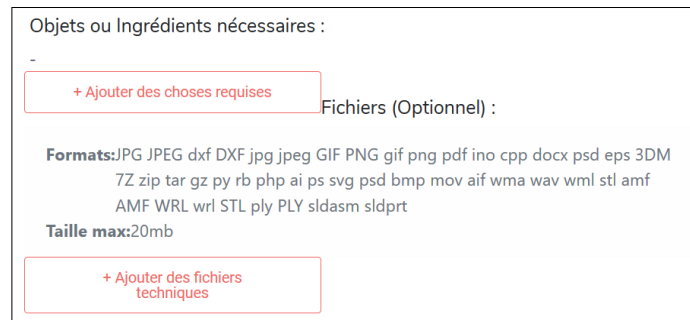 Objets ou Ingrédients nécessaires :
-
+ Ajouter des choses requises
Fichiers (Optionnel) :
Formats:JPG JPEG dxf DXF jpg jpeg GIF PNG gif png pdf ino cpp docx psd eps 3DM
7Z zip tar gz py rb php ai ps svg psd bmp mov aif wma wav wml stl amf
AMF WRL wrl STL ply PLY sldasm sldprt
Taille max:20mb
+ Ajouter des fichiers
techniques